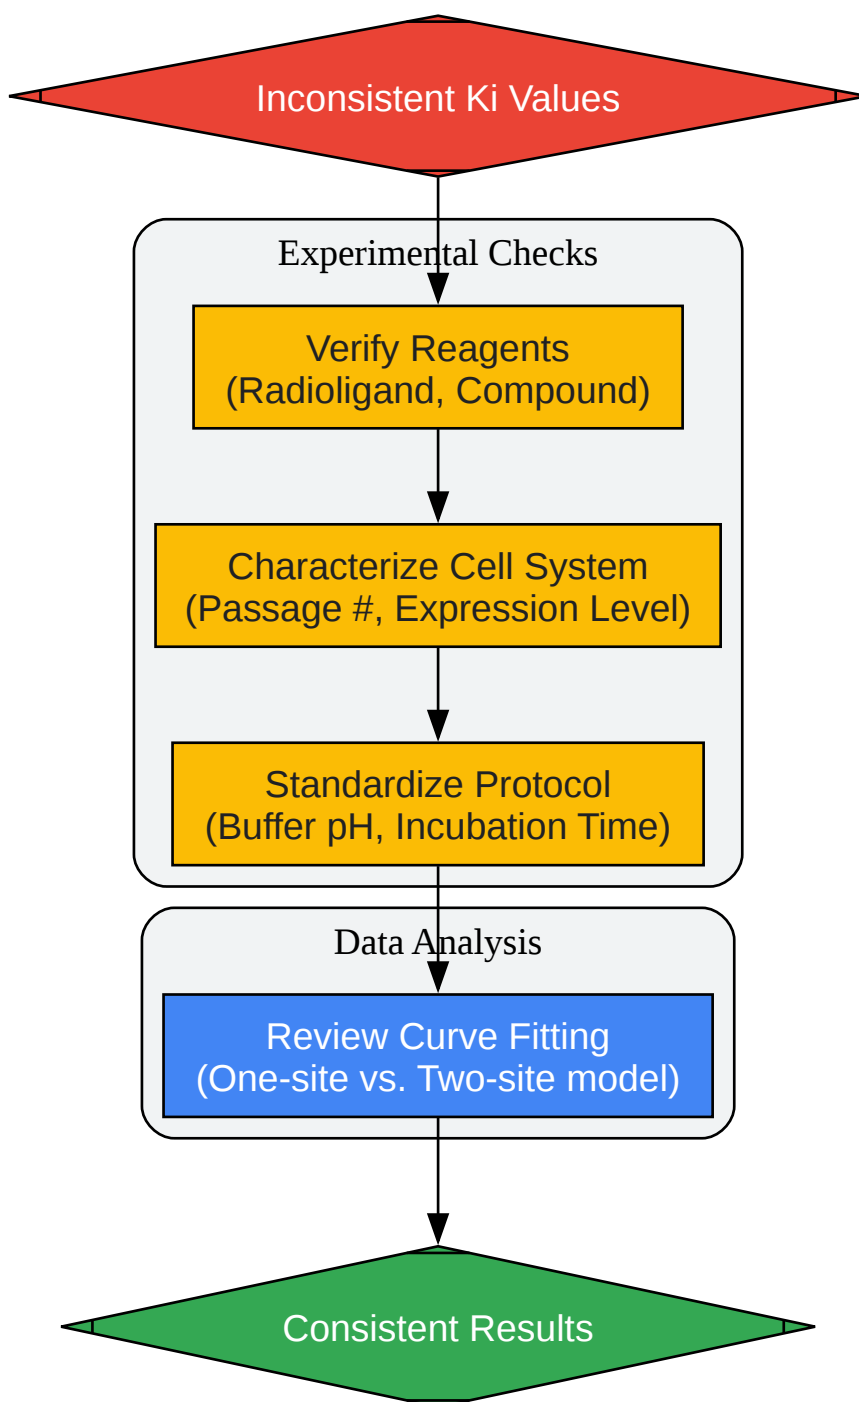 Inconsistent Ki Values
Experimental Checks
Verify Reagents
(Radioligand, Compound)
Characterize Cell System
(Passage #, Expression Level)
Standardize Protocol
(Buffer pH, Incubation Time)
Data Analysis
Review Curve Fitting
(One-site vs. Two-site model)
Consistent Results